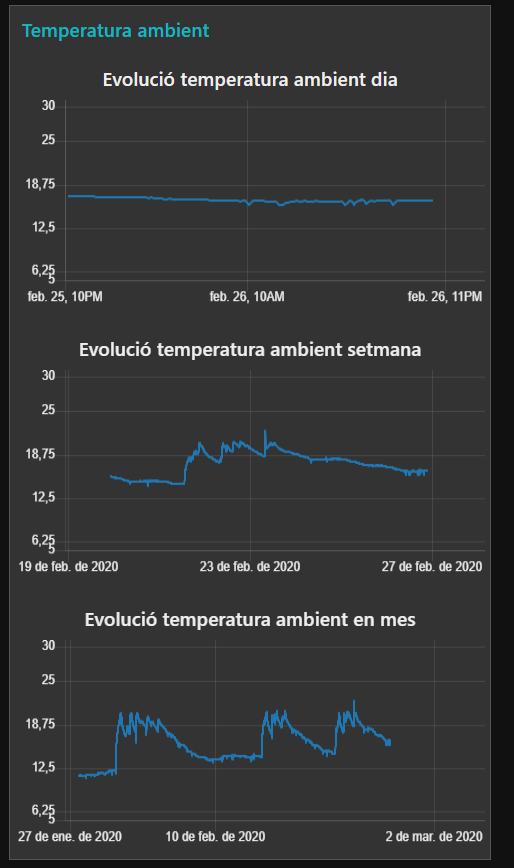 Temperatura ambient
Evolució temperatura ambient dia
30
25
18,75
12,5
6,25
5
feb. 25, 10PM feb. 26, 10AM feb. 26, 11PM
Evolució temperatura ambient setmana
30
25
18,75
12,5
6,25
5
19 de feb. de 2020 23 de feb. de 2020 27 de feb. de 2020
Evolució temperatura ambient en mes
30
25
18,75
12,5
6,25
5
27 de ene. de 2020 10 de feb. de 2020 2 de mar. de 2020